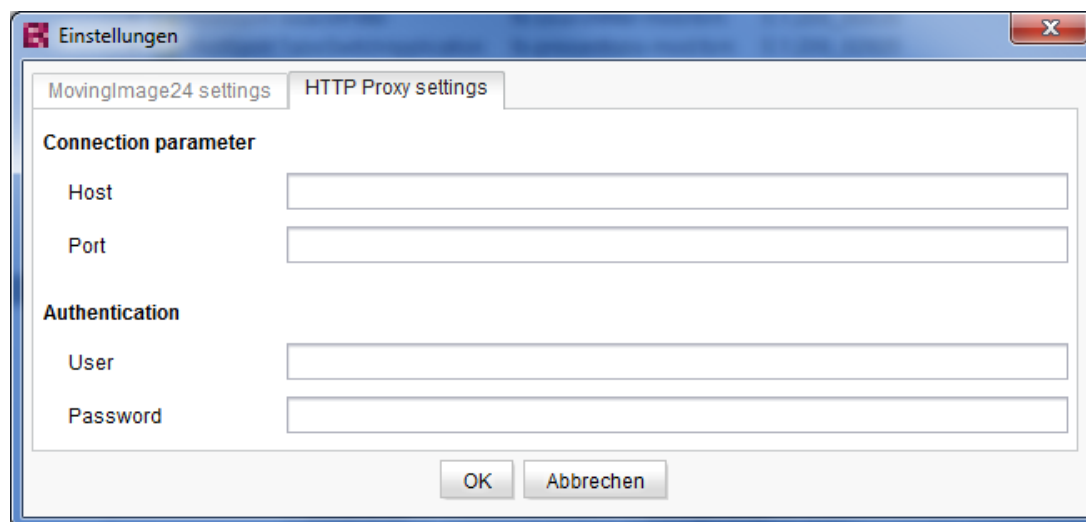 Einstellungen
MovingImage24 settings
HTTP Proxy settings
Connection parameter
Host
Port
Authentication
User
Password
OK
Abbrechen